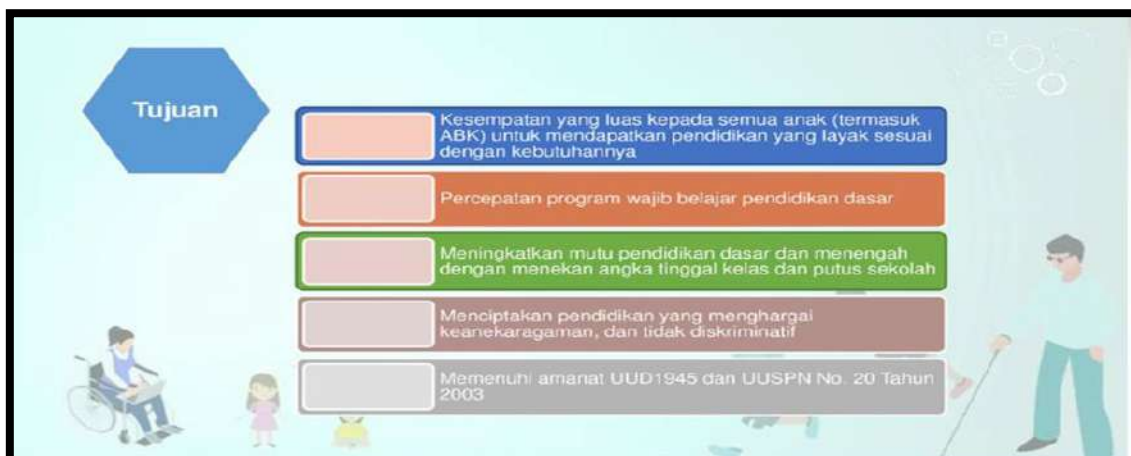 Tujuan
Kesempatan yang luas kepada semua anak (termasuk
ABK) untuk mendapatkan pendidikan yang layak sesuai
dengan kebutuhannya
Percepatan program wajib belajar pendidikan dasar
Meningkatkan mutu pendidikan dasar dan menengah
dengan menekan angka tinggal kelas dan putus sekolah
Menciptakan pendidikan yang menghargai
keanekaragaman, dan tidak diskriminatif
Memenuhi amanat UUD1945 dan UUSPN No. 20 Tahun
2003